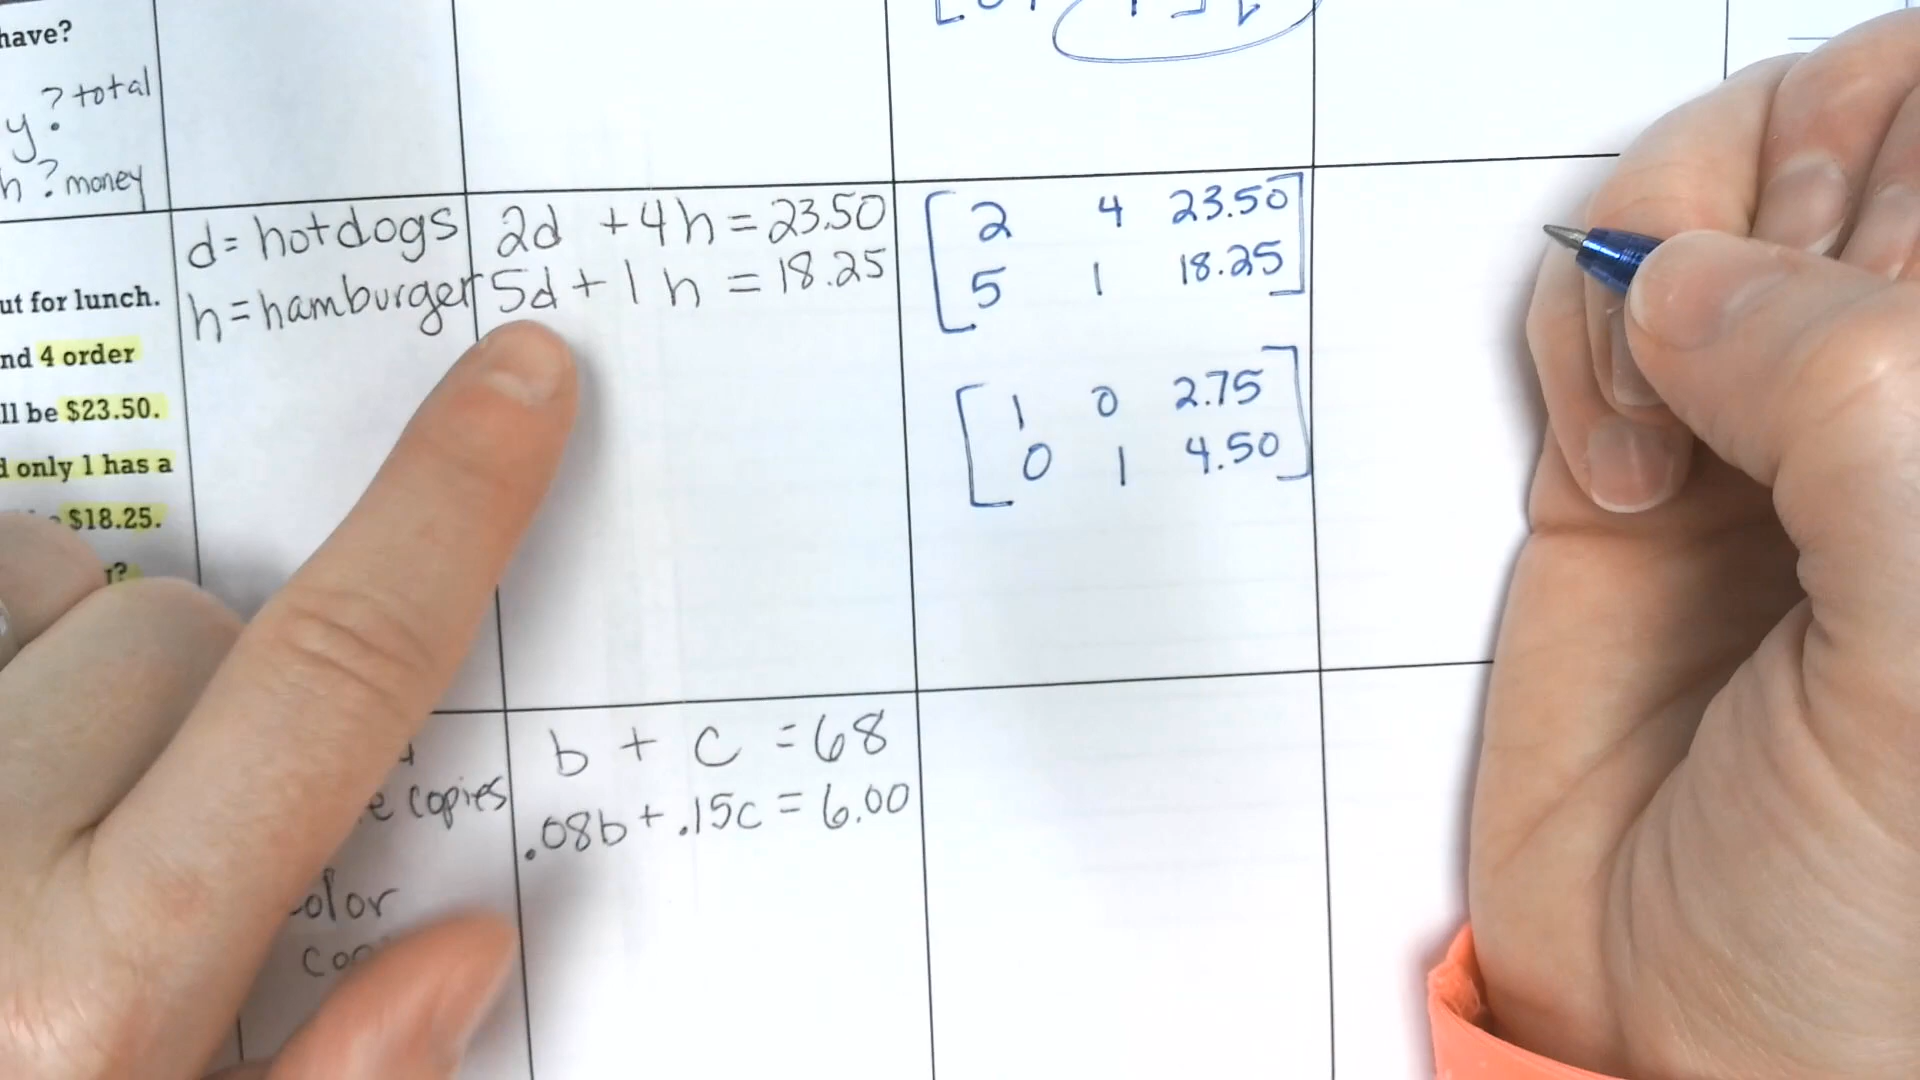 have?
y? total
h? money
d = hotdogs
h = hamburger
2d + 4h = 23.50
5d + 1h = 18.25
2 4 23.50
5 1 18.25
1 0 2.75
0 1 4.50
ut for lunch.
nd 4 order
ll be $23.50.
d only 1 has a
$18.25.
r?
e copies
olor
b + c = 68
.08b + .15c = 6.00